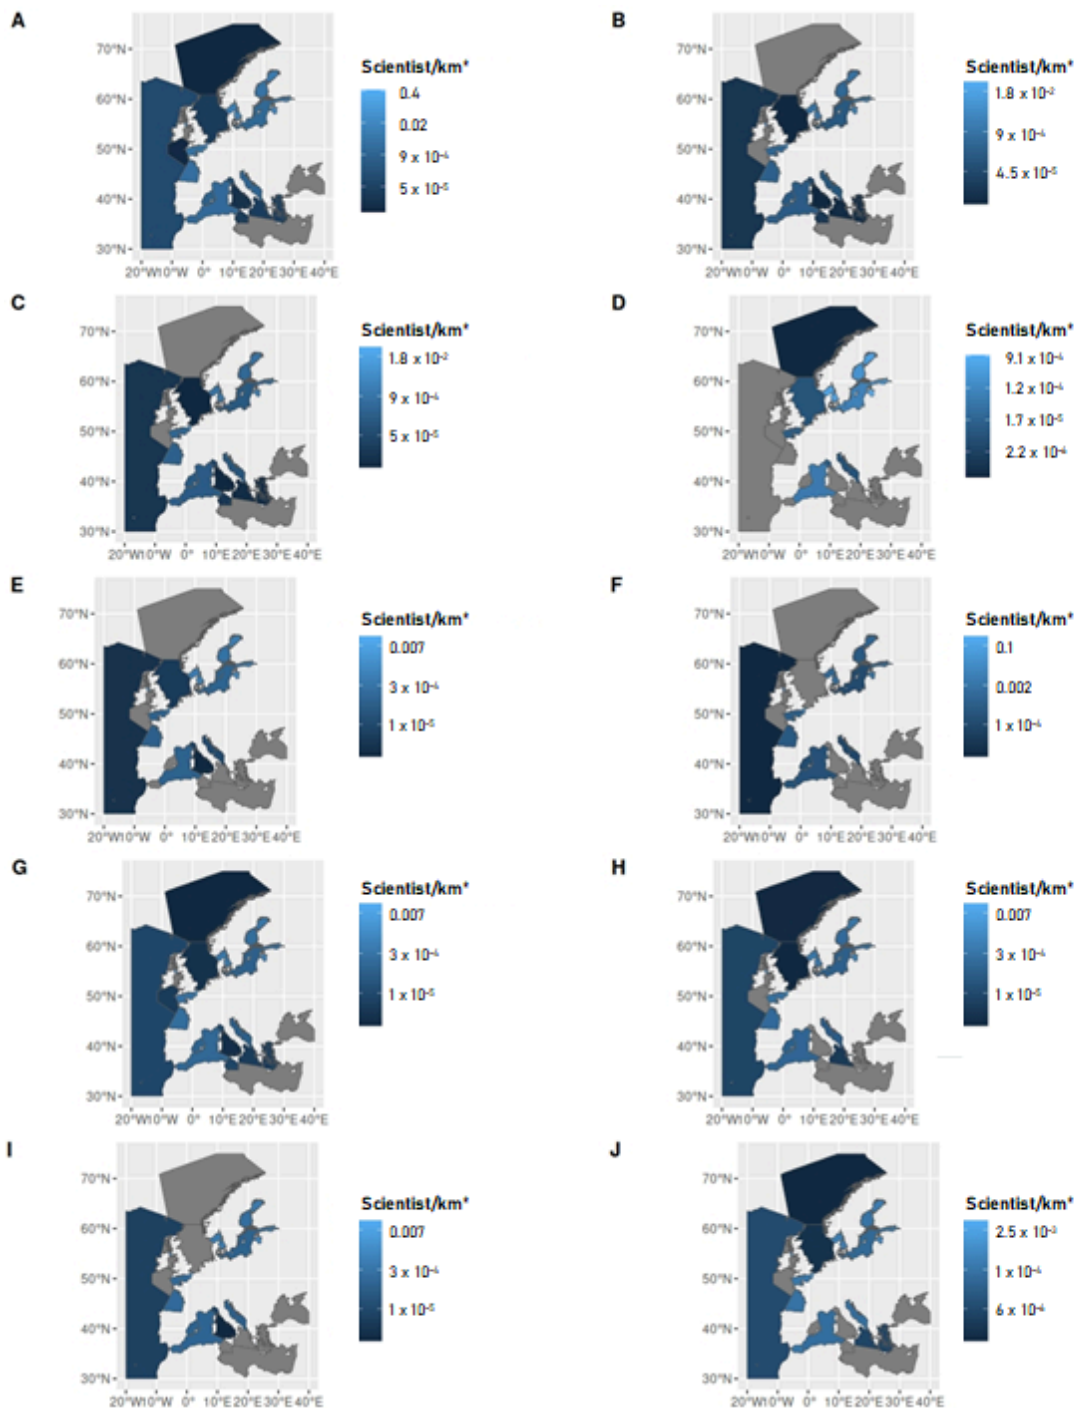 A
B
70°N
60°N
50°N
40°N
30°N
20°W10°W 0° 10°E20°E30°E40°E
Scientist/km*
0.4
0.02
9 x 10⁻⁴
5 x 10⁻⁵
70°N
60°N
50°N
40°N
30°N
20°W10°W 0° 10°E20°E30°E40°E
Scientist/km*
1.8 x 10⁻²
9 x 10⁻⁴
4.5 x 10⁻⁵
C
D
70°N
60°N
50°N
40°N
30°N
20°W10°W 0° 10°E20°E30°E40°E
Scientist/km*
1.8 x 10⁻²
9 x 10⁻⁴
5 x 10⁻⁵
70°N
60°N
50°N
40°N
30°N
20°W10°W 0° 10°E20°E30°E40°E
Scientist/km*
9.1 x 10⁻⁴
1.2 x 10⁻⁴
1.7 x 10⁻⁵
2.2 x 10⁻⁶
E
F
70°N
60°N
50°N
40°N
30°N
20°W10°W 0° 10°E20°E30°E40°E
Scientist/km*
0.007
3 x 10⁻⁴
1 x 10⁻⁵
70°N
60°N
50°N
40°N
30°N
20°W10°W 0° 10°E20°E30°E40°E
Scientist/km*
0.1
0.002
1 x 10⁻⁴
G
H
70°N
60°N
50°N
40°N
30°N
20°W10°W 0° 10°E20°E30°E40°E
Scientist/km*
0.007
3 x 10⁻⁴
1 x 10⁻⁵
70°N
60°N
50°N
40°N
30°N
20°W10°W 0° 10°E20°E30°E40°E
Scientist/km*
0.007
3 x 10⁻⁴
1 x 10⁻⁵
I
J
70°N
60°N
50°N
40°N
30°N
20°W10°W 0° 10°E20°E30°E40°E
Scientist/km*
0.007
3 x 10⁻⁴
1 x 10⁻⁵
70°N
60°N
50°N
40°N
30°N
20°W10°W 0° 10°E20°E30°E40°E
Scientist/km*
2.5 x 10⁻³
1 x 10⁻⁴
6 x 10⁻⁶